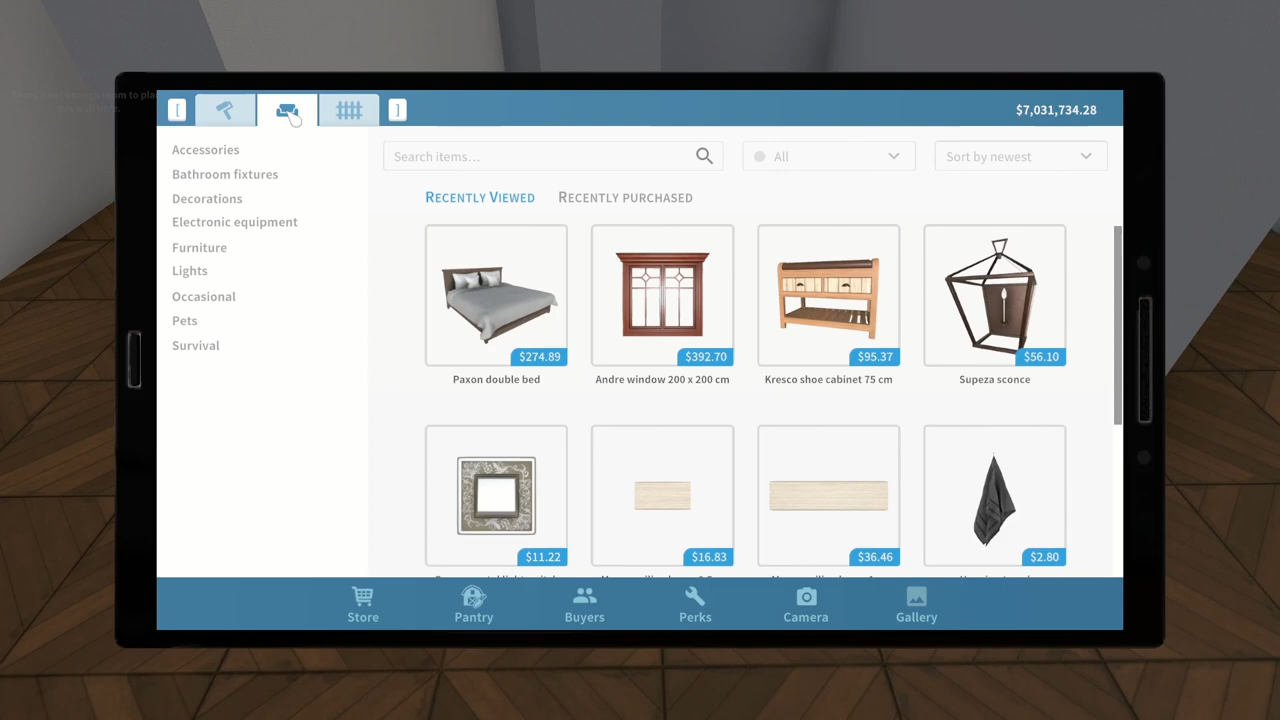 [
]
$7,031,734.28
Accessories
Bathroom fixtures
Decorations
Electronic equipment
Furniture
Lights
Occasional
Pets
Survival
Search items...
All
Sort by newest
Recently Viewed
Recently purchased
$274.89
Paxon double bed
$392.70
Andre window 200 x 200 cm
$95.37
Kresco shoe cabinet 75 cm
$56.10
Supeza sconce
$11.22
$16.83
$36.46
$2.80
Store
Pantry
Buyers
Perks
Camera
Gallery